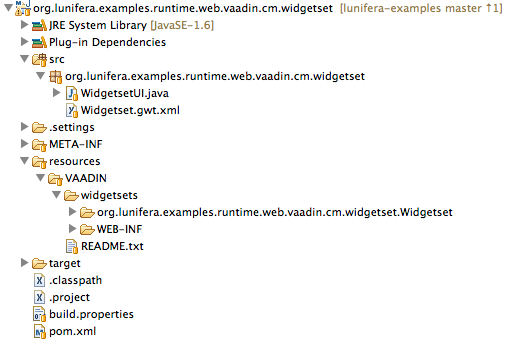 org.lunifera.examples.runtime.web.vaadin.cm.widgetset [lunifera-examples master ↑1]
JRE System Library [JavaSE-1.6]
Plug-in Dependencies
src
org.lunifera.examples.runtime.web.vaadin.cm.widgetset
WidgetsetUI.java
Widgetset.gwt.xml
.settings
META-INF
resources
VAADIN
widgetsets
org.lunifera.examples.runtime.web.vaadin.cm.widgetset.Widgetset
WEB-INF
README.txt
target
.classpath
.project
build.properties
pom.xml